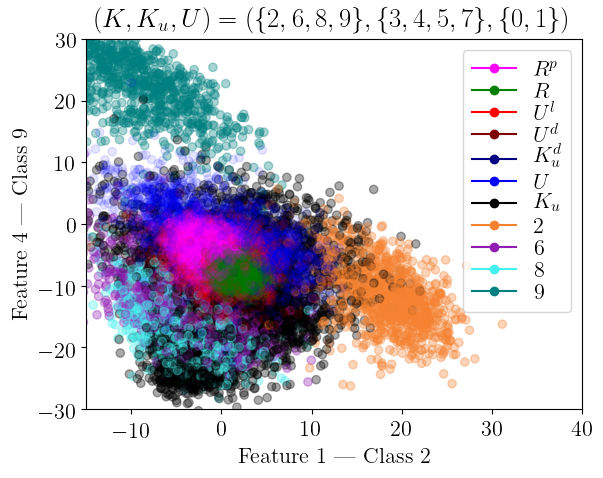 (K, K_u, U) = ({2, 6, 8, 9}, {3, 4, 5, 7}, {0, 1})
30
20
10
0
−10
−20
−30
Feature 4 — Class 9
R^p
R
U^l
U^d
K_u^d
U
K_u
2
6
8
9
−10
0
10
20
30
40
Feature 1 — Class 2